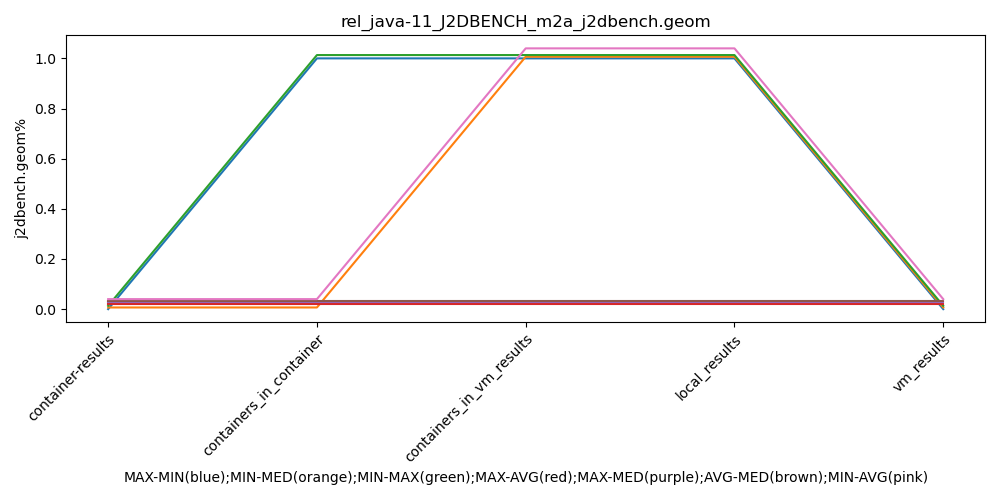 rel_java-11_J2DBENCH_m2a_j2dbench.geom
j2dbench.geom%
1.0
0.8
0.6
0.4
0.2
0.0
container-results
containers_in_container
containers_in_vm_results
local_results
vm_results
MAX-MIN(blue);MIN-MED(orange);MIN-MAX(green);MAX-AVG(red);MAX-MED(purple);AVG-MED(brown);MIN-AVG(pink)